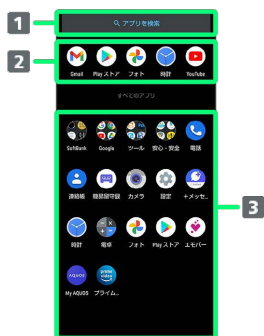 1
アプリを検索
2
Gmail Play ストア フォト 時計 YouTube
すべてのアプリ
SoftBank Google ツール 安心・安全 電話
連絡帳 簡易留守録 カメラ 設定 +メッセ...
3
時計 電卓 フォト Play ストア エモパー
AQUOS prime video
My AQUOS プライム...